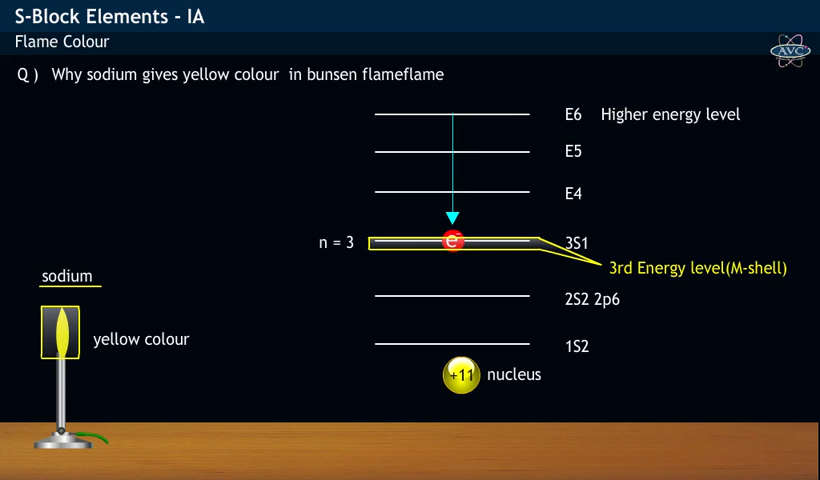 S-Block Elements - IA
Flame Colour
AVC
Q ) Why sodium gives yellow colour in bunsen flameflame
E6 Higher energy level
E5
E4
n = 3 e⁻ 3S1
3rd Energy level(M-shell)
sodium
2S2 2p6
yellow colour
1S2
+11 nucleus